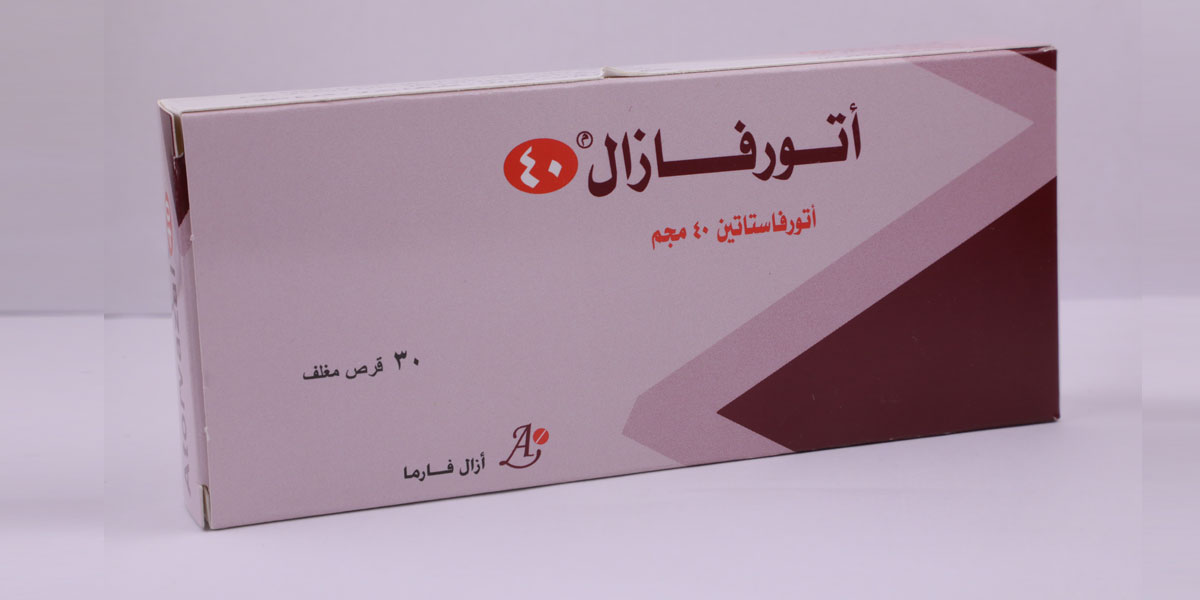 أتورفازال م ٤٠
أتورفاستاتين ٤٠ مجم
٣٠ قرص مغلف
أزال فارما